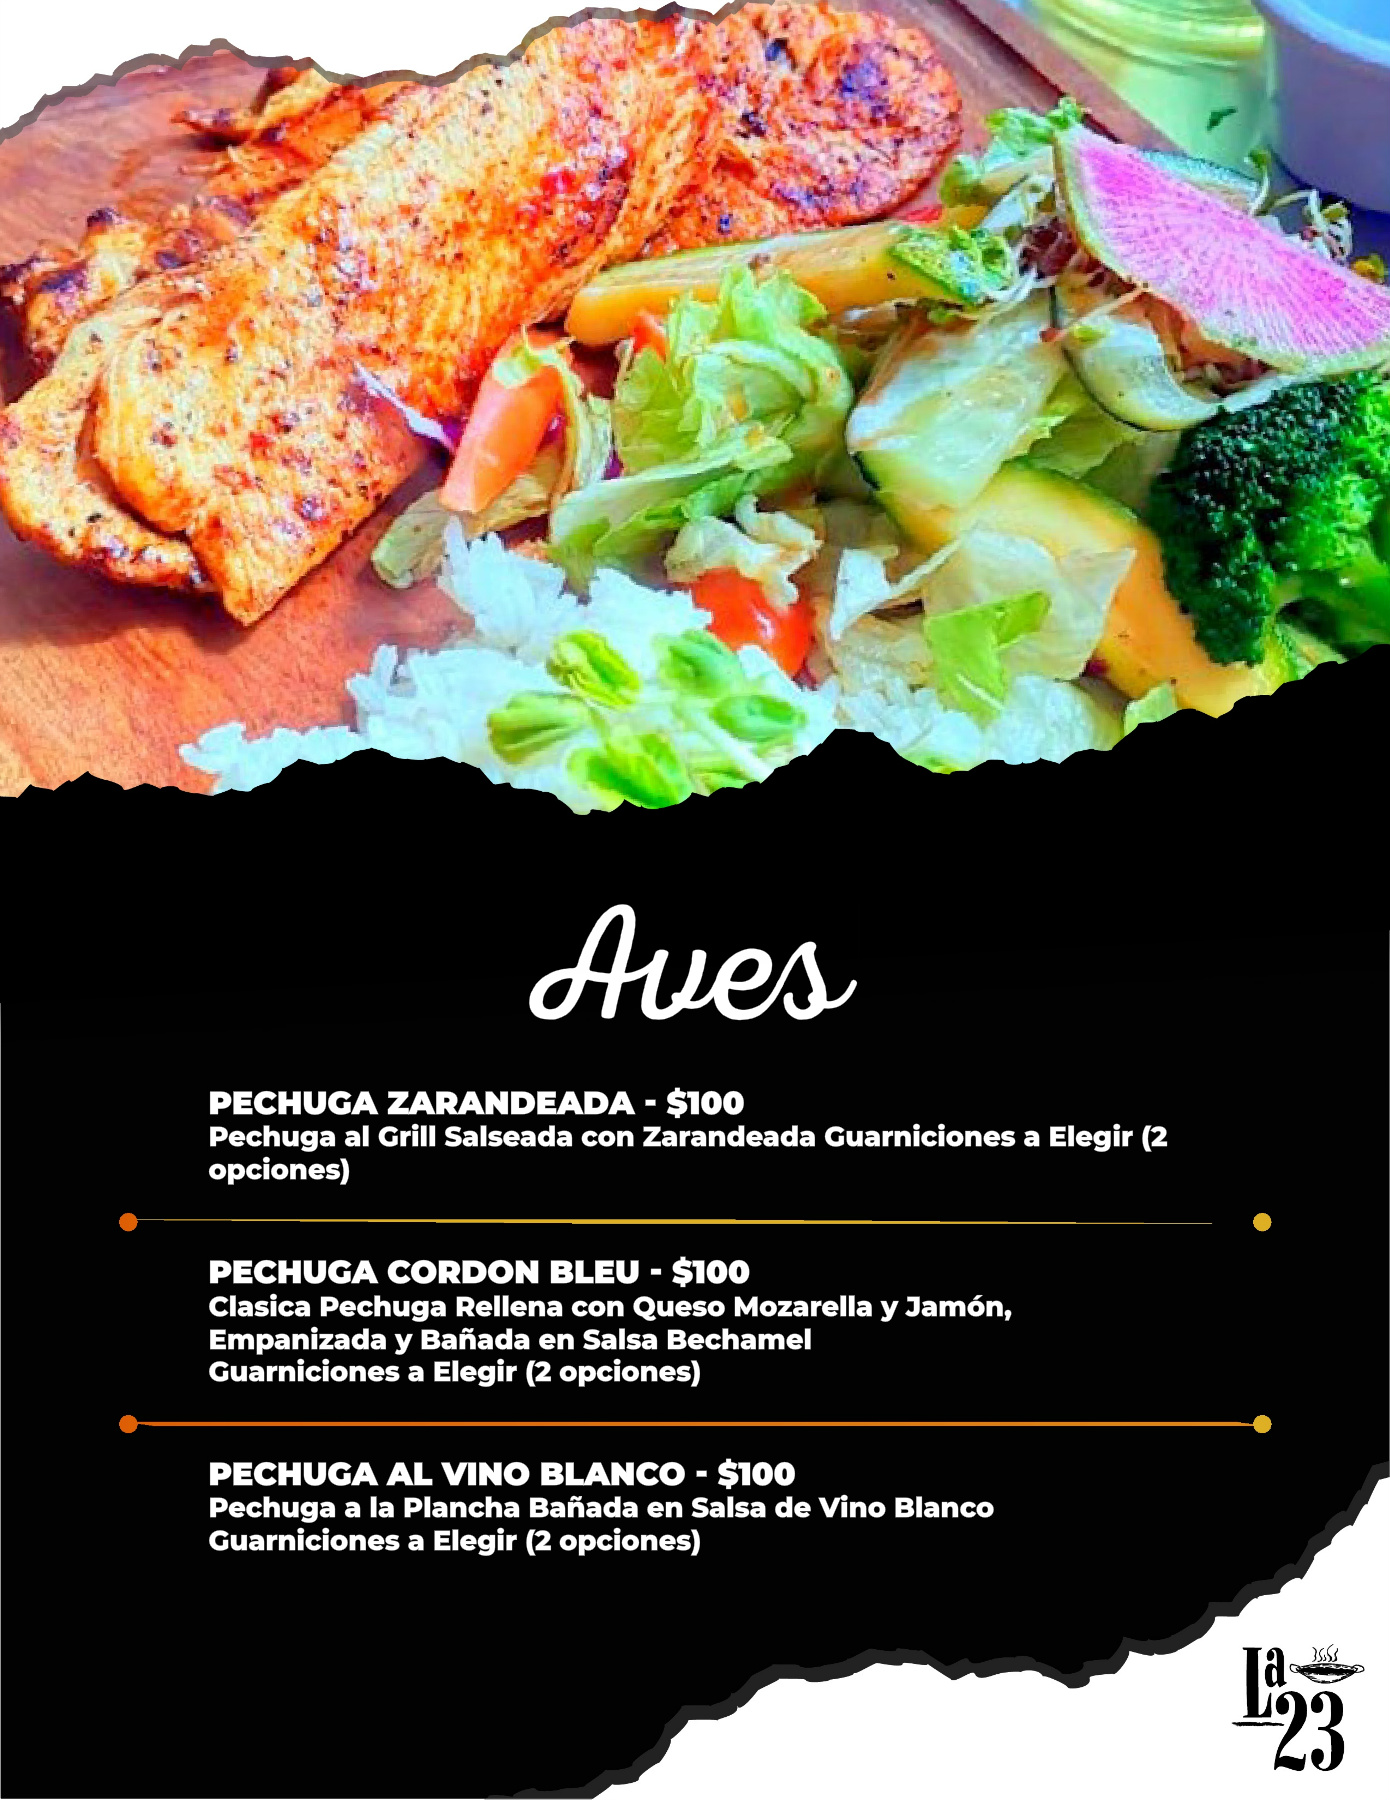 Aves
PECHUGA ZARANDEADA - $100
Pechuga al Grill Salseada con Zarandeada Guarniciones a Elegir (2
opciones)
PECHUGA CORDON BLEU - $100
Clasica Pechuga Rellena con Queso Mozarella y Jamón,
Empanizada y Bañada en Salsa Bechamel
Guarniciones a Elegir (2 opciones)
PECHUGA AL VINO BLANCO - $100
Pechuga a la Plancha Bañada en Salsa de Vino Blanco
Guarniciones a Elegir (2 opciones)
La
23